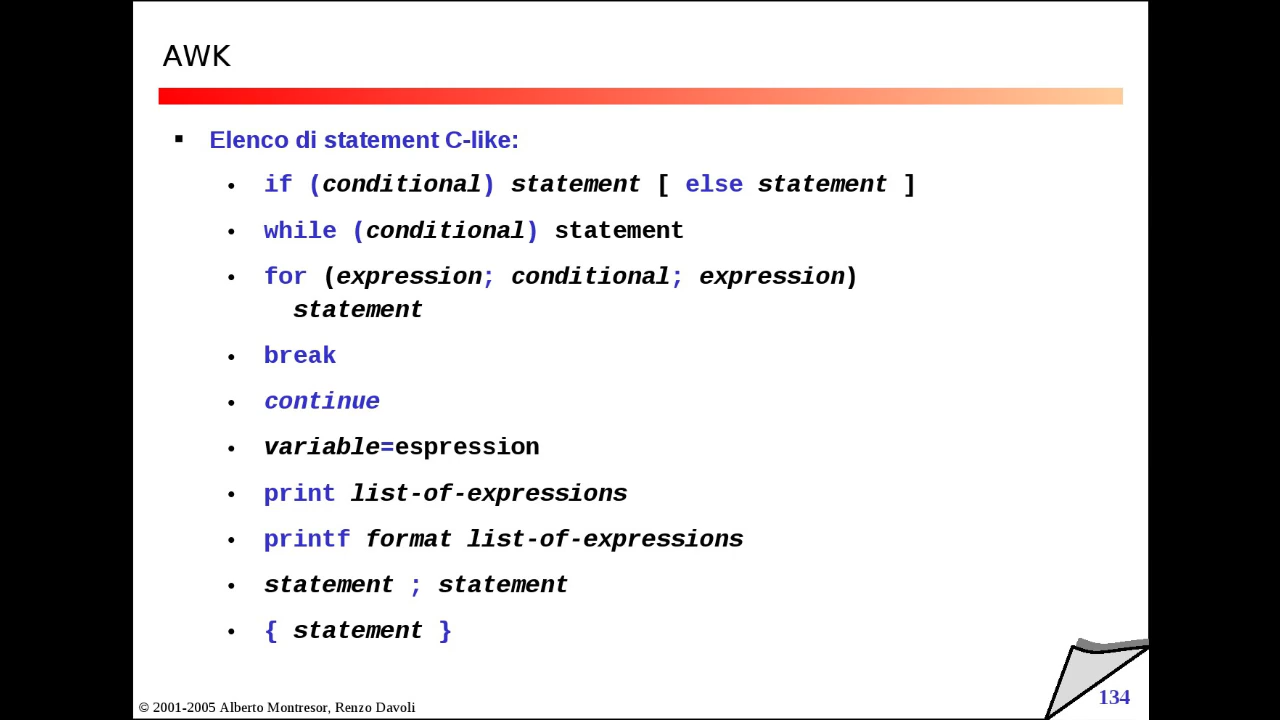 AWK
Elenco di statement C-like:
if (conditional) statement [ else statement ]
while (conditional) statement
for (expression; conditional; expression)
statement
break
continue
variable=espression
print list-of-expressions
printf format list-of-expressions
statement ; statement
{ statement }
© 2001-2005 Alberto Montresor, Renzo Davoli
134